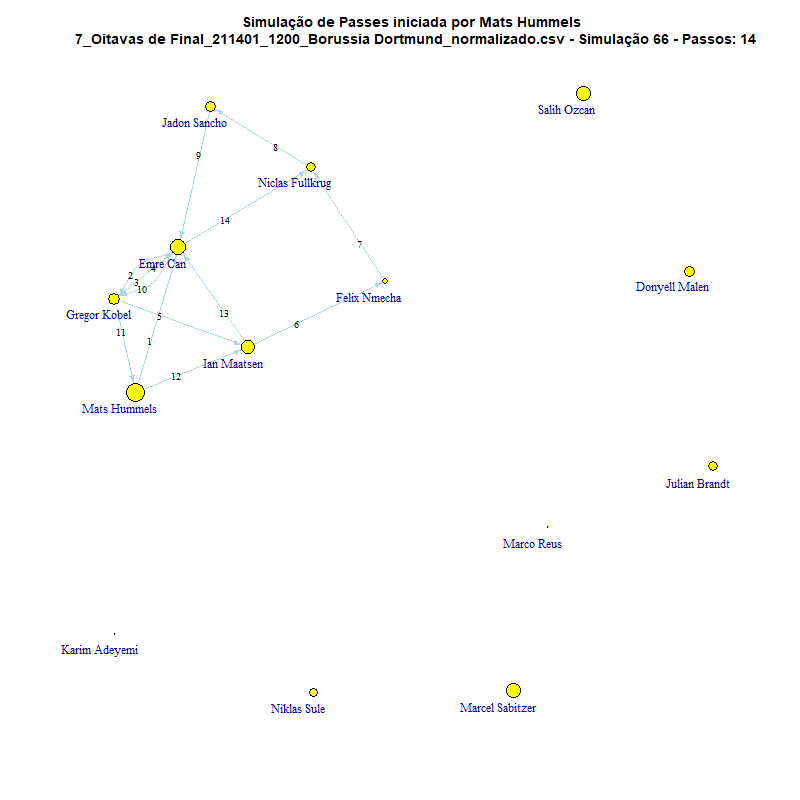 Simulação de Passes iniciada por Mats Hummels
7_Oitavas de Final_211401_1200_Borussia Dortmund_normalizado.csv - Simulação 66 - Passos: 14
Salih Ozcan
Jadon Sancho
8
9
Niclas Fullkrug
14
7
Emre Can
4
2
3
10
Donyell Malen
Felix Nmecha
Gregor Kobel
13
5
6
11
1
Ian Maatsen
12
Mats Hummels
Julian Brandt
Marco Reus
Karim Adeyemi
Niklas Sule
Marcel Sabitzer